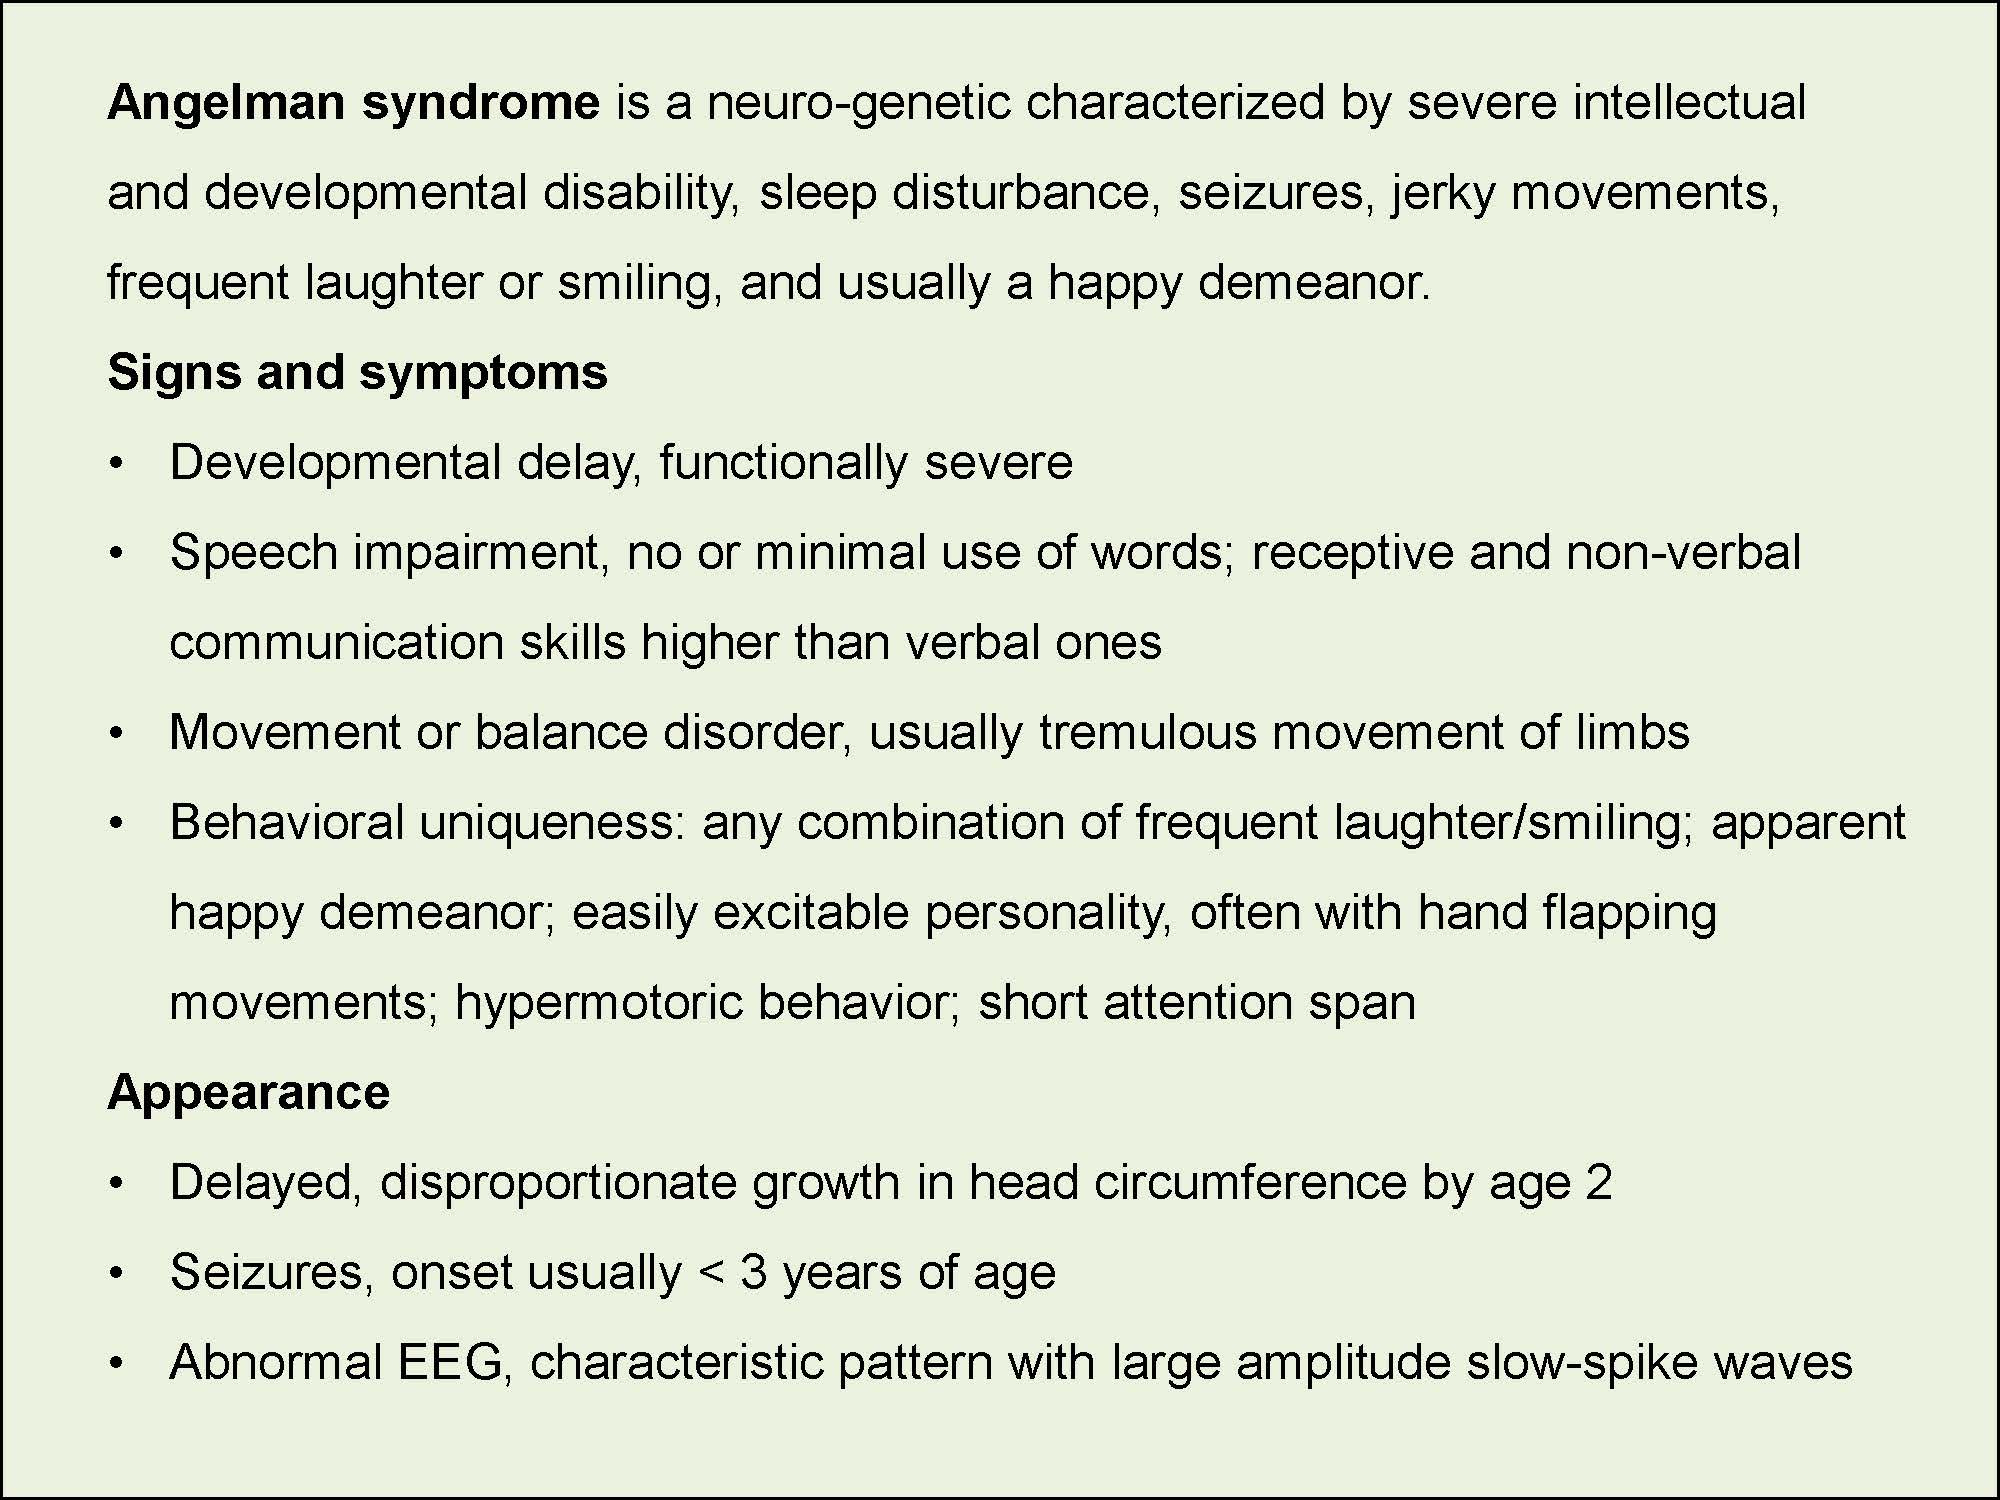 Angelman syndrome is a neuro-genetic characterized by severe intellectual
and developmental disability, sleep disturbance, seizures, jerky movements,
frequent laughter or smiling, and usually a happy demeanor.
Signs and symptoms
• Developmental delay, functionally severe
• Speech impairment, no or minimal use of words; receptive and non-verbal
communication skills higher than verbal ones
• Movement or balance disorder, usually tremulous movement of limbs
• Behavioral uniqueness: any combination of frequent laughter/smiling; apparent
happy demeanor; easily excitable personality, often with hand flapping
movements; hypermotoric behavior; short attention span
Appearance
• Delayed, disproportionate growth in head circumference by age 2
• Seizures, onset usually < 3 years of age
• Abnormal EEG, characteristic pattern with large amplitude slow-spike waves